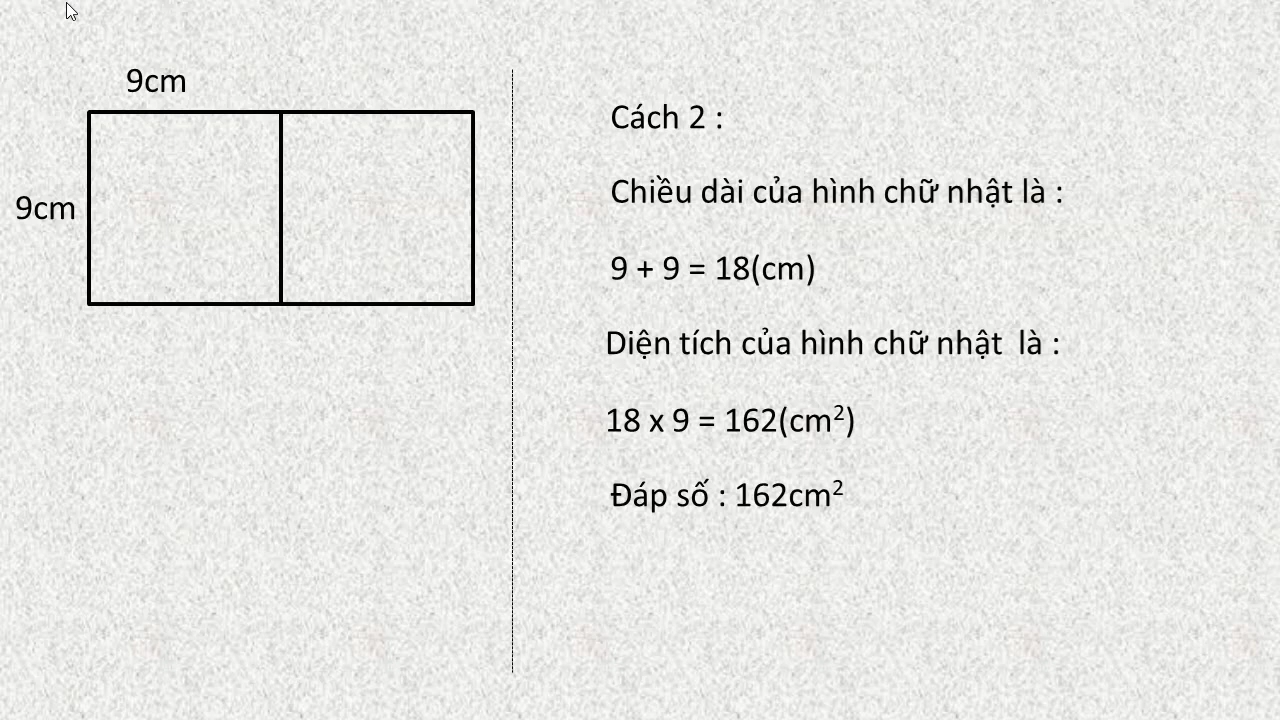 9cm
9cm
Cách 2 :
Chiều dài của hình chữ nhật là :
9 + 9 = 18(cm)
Diện tích của hình chữ nhật  là :
18 x 9 = 162(cm²)
Đáp số : 162cm²